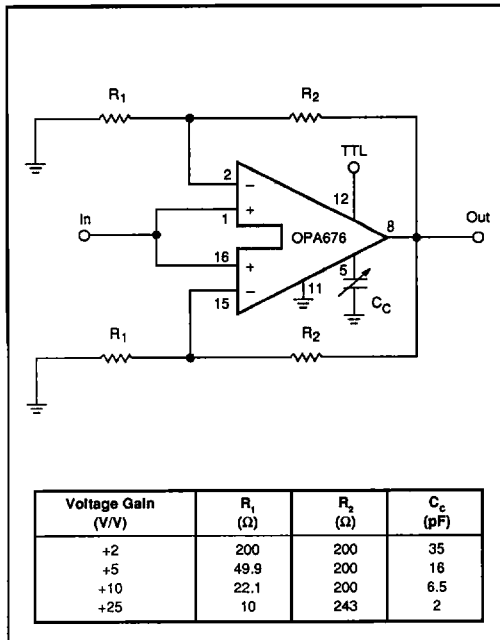 R1 R2
TTL
2 −
12
In
1 +
OPA676
8 Out
16 +
5
11
15 −
CC
R1 R2
Voltage Gain (V/V) R1 (Ω) R2 (Ω) CC (pF)
+2 200 200 35
+5 49.9 200 16
+10 22.1 200 6.5
+25 10 243 2